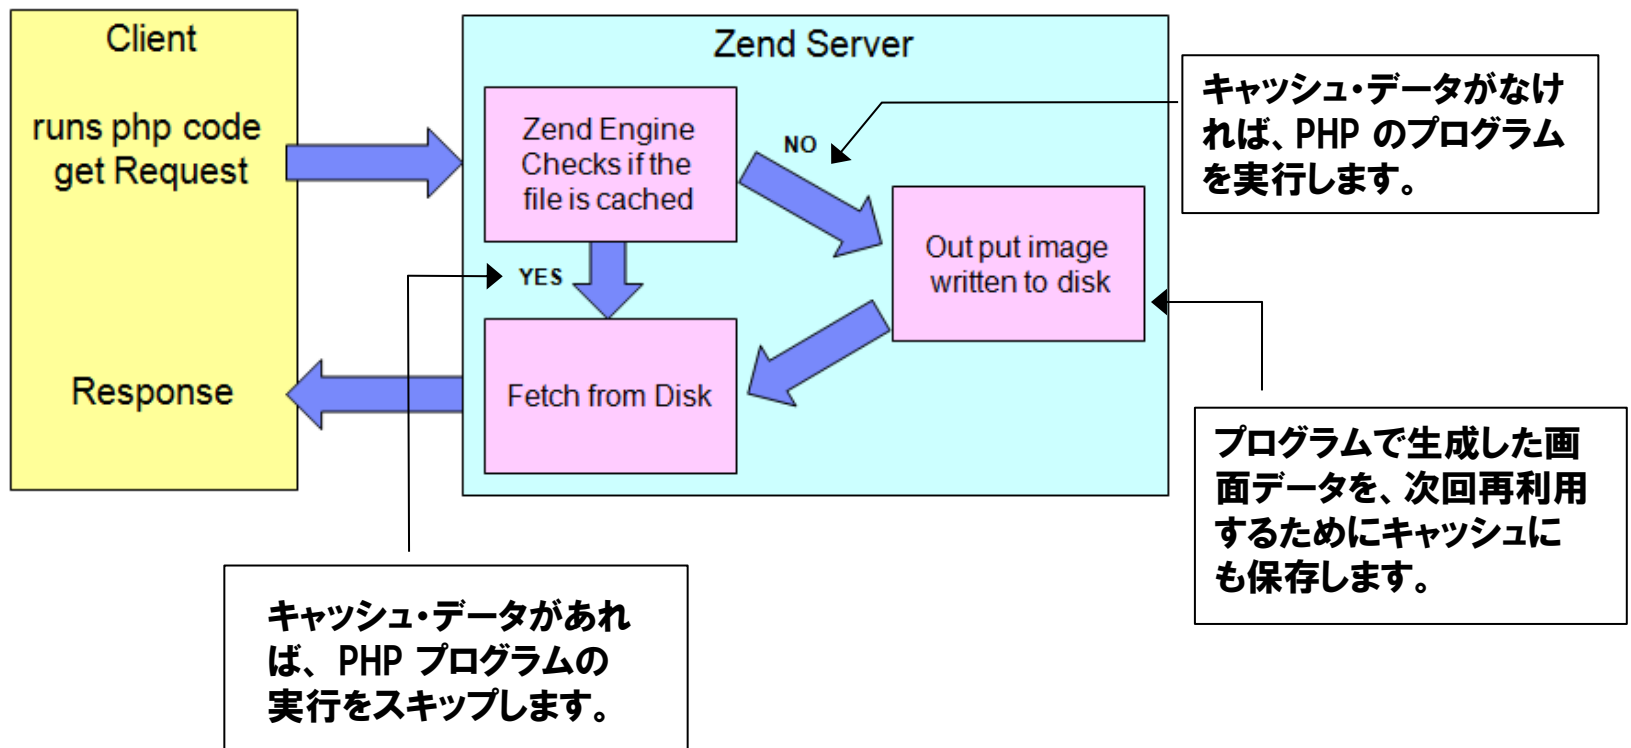 Client
runs php code
get Request
Response
Zend Server
Zend Engine
Checks if the
file is cached
NO
YES
Out put image
written to disk
Fetch from Disk
キャッシュ・データがなけ
れば、PHP のプログラム
を実行します。
プログラムで生成した画
面データを、次回再利用
するためにキャッシュに
も保存します。
キャッシュ・データがあれ
ば、PHP プログラムの
実行をスキップします。